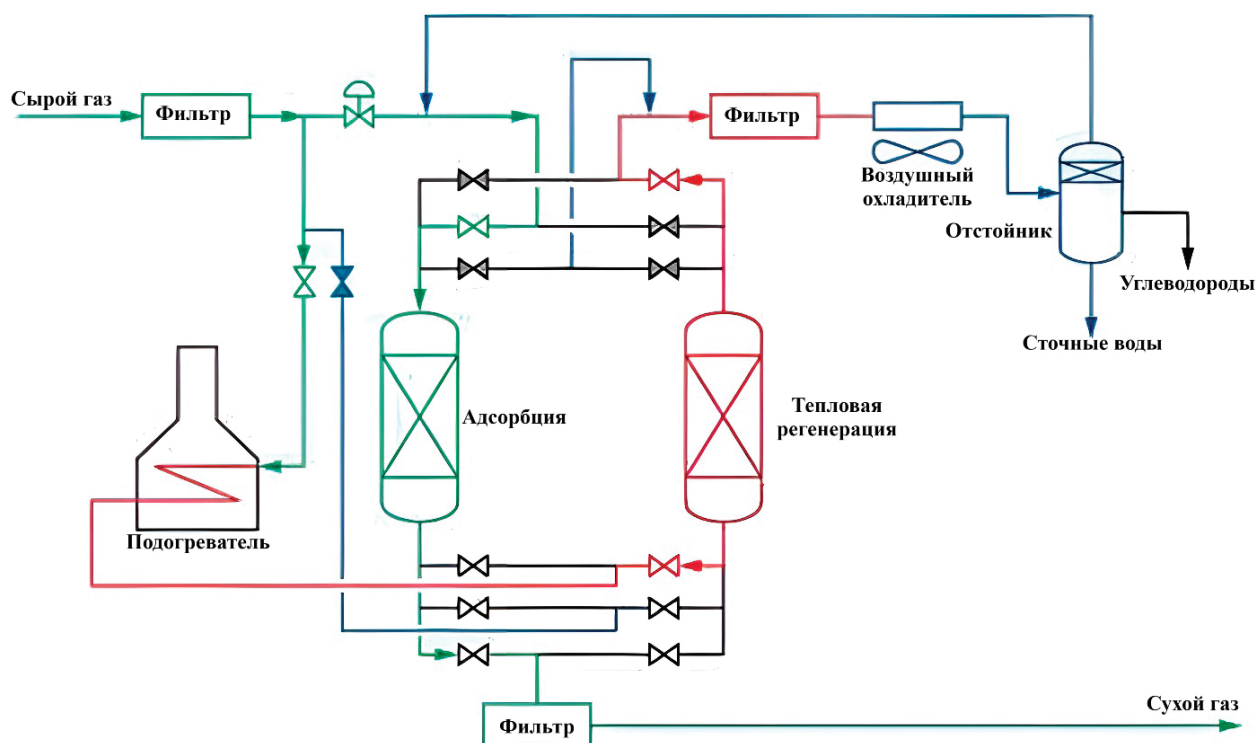 Сырой газ
Фильтр
Фильтр
Воздушный
охладитель
Отстойник
Углеводороды
Сточные воды
Адсорбция
Тепловая
регенерация
Подогреватель
Фильтр
Сухой газ